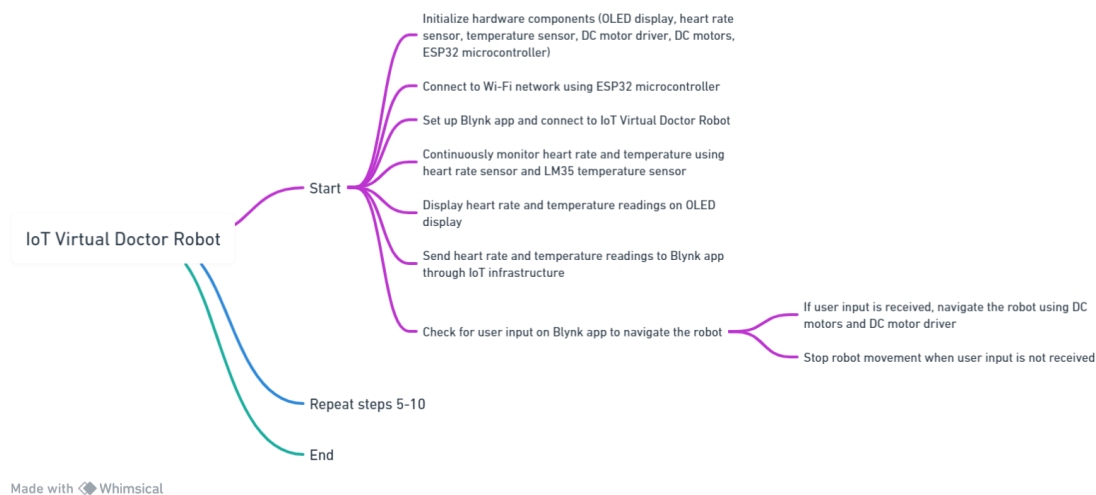 Initialize hardware components (OLED display, heart rate
sensor, temperature sensor, DC motor driver, DC motors,
ESP32 microcontroller)
Connect to Wi-Fi network using ESP32 microcontroller
Set up Blynk app and connect to IoT Virtual Doctor Robot
Continuously monitor heart rate and temperature using
heart rate sensor and LM35 temperature sensor
Start
Display heart rate and temperature readings on OLED
display
IoT Virtual Doctor Robot
Send heart rate and temperature readings to Blynk app
through IoT infrastructure
Check for user input on Blynk app to navigate the robot
If user input is received, navigate the robot using DC
motors and DC motor driver
Stop robot movement when user input is not received
Repeat steps 5-10
End
Made with Whimsical